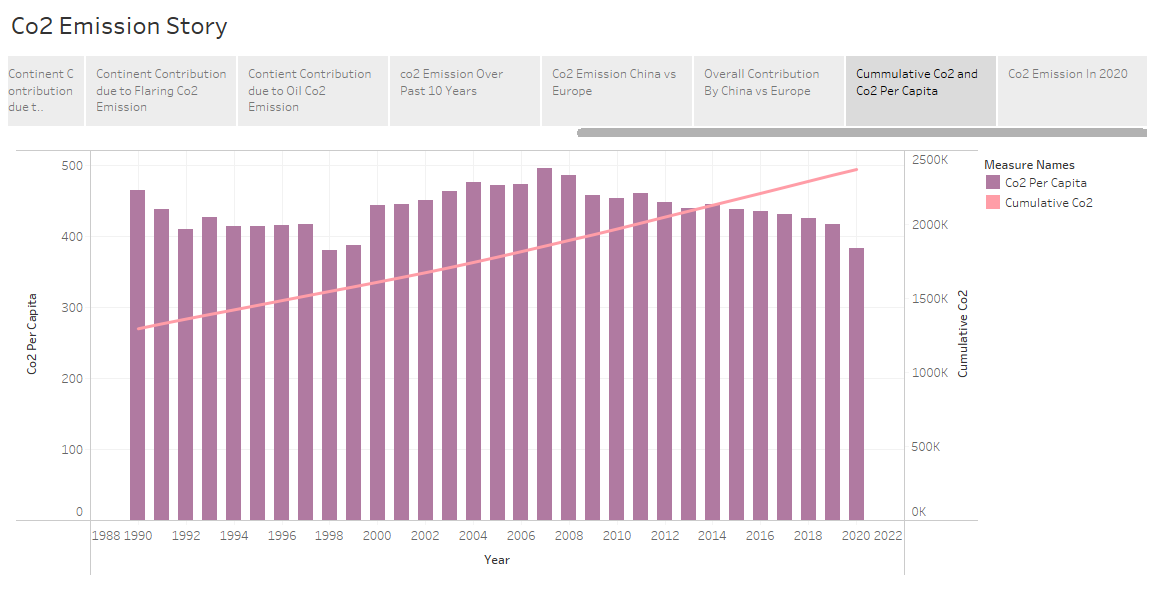 Co2 Emission Story
Continent C
ontribution
due t..
Continent Contribution
due to Flaring Co2
Emission
Contient Contribution
due to Oil Co2
Emission
co2 Emission Over
Past 10 Years
Co2 Emission China vs
Europe
Overall Contribution
By China vs Europe
Cummulative Co2 and
Co2 Per Capita
Co2 Emission In 2020
500
400
300
200
100
0
Co2 Per Capita
2500K
2000K
1500K
1000K
500K
0K
Cumulative Co2
Measure Names
Co2 Per Capita
Cumulative Co2
1988 1990 1992 1994 1996 1998 2000 2002 2004 2006 2008 2010 2012 2014 2016 2018 2020 2022
Year